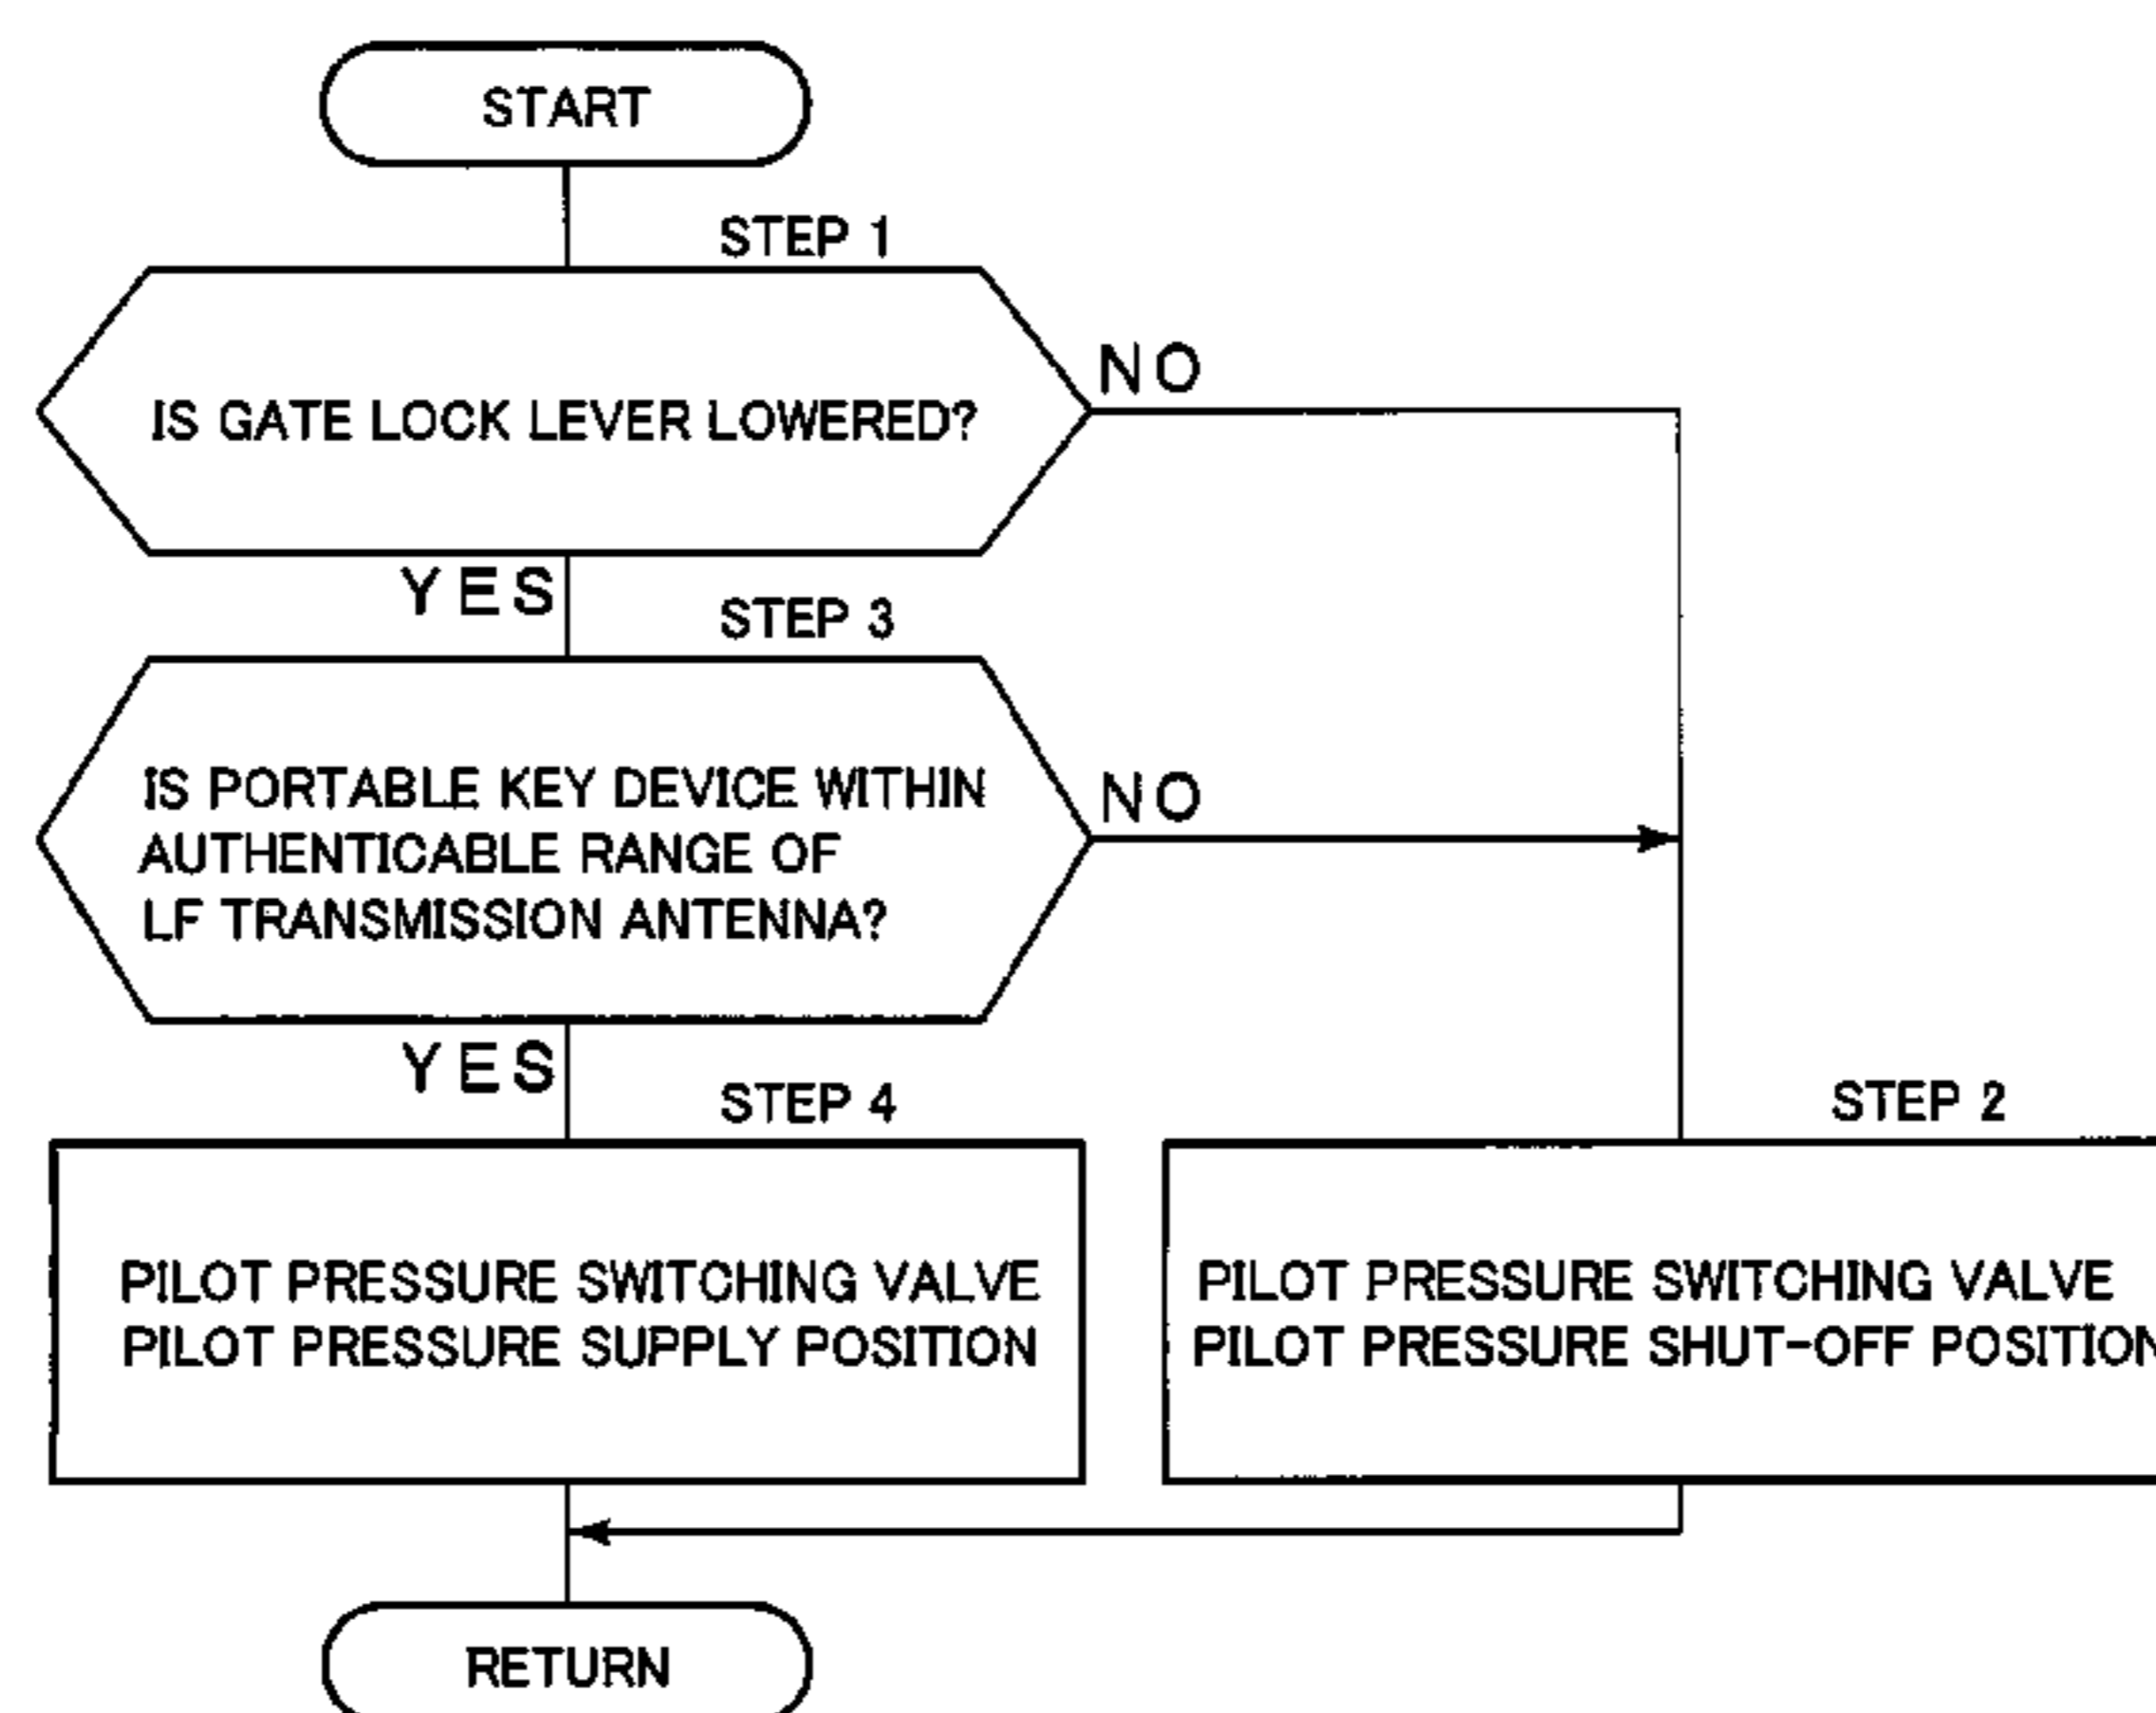 START
STEP 1
IS GATE LOCK LEVER LOWERED?
NO
YES
STEP 3
IS PORTABLE KEY DEVICE WITHIN
AUTHENTICABLE RANGE OF
LF TRANSMISSION ANTENNA?
NO
YES
STEP 4
PILOT PRESSURE SWITCHING VALVE
PILOT PRESSURE SUPPLY POSITION
STEP 2
PILOT PRESSURE SWITCHING VALVE
PILOT PRESSURE SHUT-OFF POSITION
RETURN